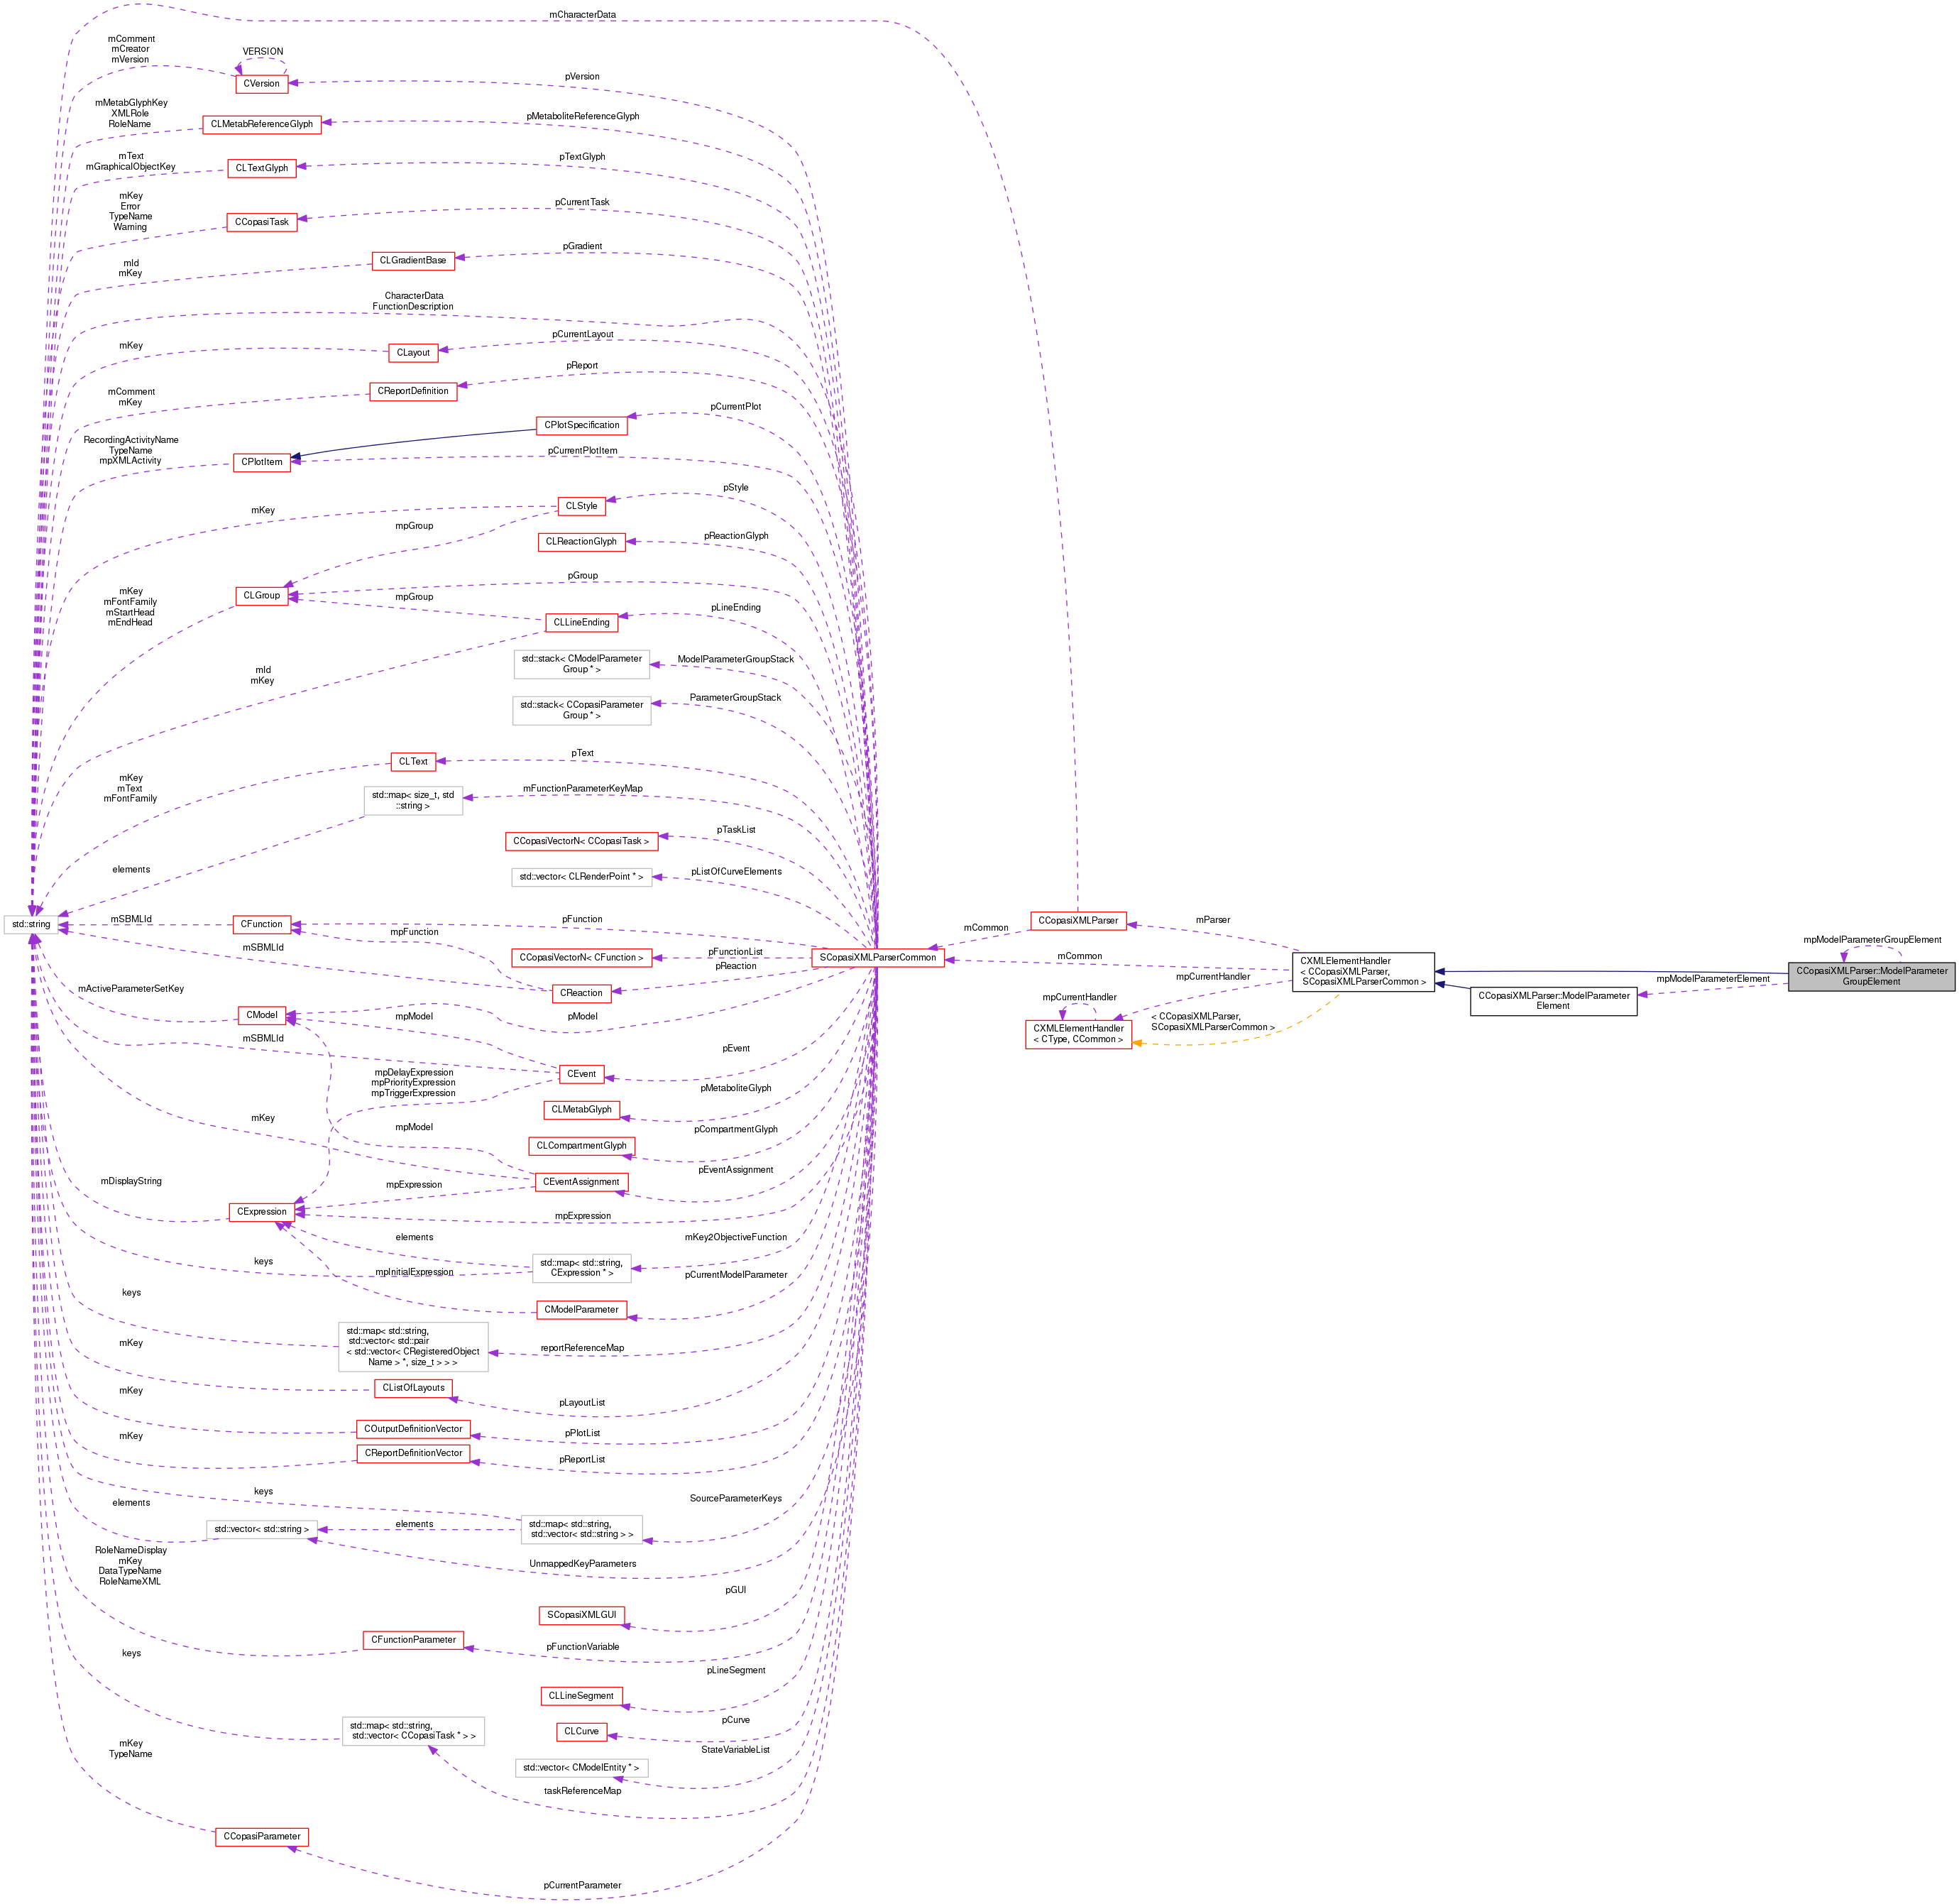 mCharacterData
mComment
mCreator
mVersion
VERSION
CVersion
pVersion
mMetabGlyphKey
XMLRole
RoleName
CLMetabReferenceGlyph
pMetaboliteReferenceGlyph
mText
mGraphicalObjectKey
CLTextGlyph
pTextGlyph
mKey
Error
TypeName
Warning
CCopasiTask
pCurrentTask
mId
mKey
CLGradientBase
pGradient
CharacterData
FunctionDescription
mKey
CLayout
pCurrentLayout
mComment
mKey
CReportDefinition
pReport
CPlotSpecification
pCurrentPlot
RecordingActivityName
TypeName
mpXMLActivity
CPlotItem
pCurrentPlotItem
mKey
CLStyle
pStyle
mpGroup
CLReactionGlyph
pReactionGlyph
mKey
mFontFamily
mStartHead
mEndHead
CLGroup
pGroup
mpGroup
CLLineEnding
pLineEnding
mId
mKey
std::stack< CModelParameter
Group * >
ModelParameterGroupStack
std::stack< CCopasiParameter
Group * >
ParameterGroupStack
mKey
mText
mFontFamily
CLText
pText
std::map< size_t, std
::string >
mFunctionParameterKeyMap
elements
CCopasiVectorN< CCopasiTask >
pTaskList
std::vector< CLRenderPoint * >
pListOfCurveElements
std::string
mSBMLId
CFunction
pFunction
mpFunction
mSBMLId
CCopasiVectorN< CFunction >
pFunctionList
CReaction
pReaction
SCopasiXMLParserCommon
mCommon
CCopasiXMLParser
mParser
mCommon
CXMLElementHandler
< CCopasiXMLParser,
SCopasiXMLParserCommon >
mpModelParameterGroupElement
CCopasiXMLParser::ModelParameter
GroupElement
mpModelParameterElement
CCopasiXMLParser::ModelParameter
Element
mpCurrentHandler
mpCurrentHandler
CXMLElementHandler
< CType, CCommon >
< CCopasiXMLParser,
SCopasiXMLParserCommon >
mActiveParameterSetKey
CModel
pModel
mpModel
mSBMLId
CEvent
pEvent
mpDelayExpression
mpPriorityExpression
mpTriggerExpression
CLMetabGlyph
pMetaboliteGlyph
mKey
mpModel
CLCompartmentGlyph
pCompartmentGlyph
CEventAssignment
pEventAssignment
mDisplayString
CExpression
mpExpression
mpExpression
keys
elements
std::map< std::string,
CExpression * >
mKey2ObjectiveFunction
mpInitialExpression
CModelParameter
pCurrentModelParameter
keys
std::map< std::string,
std::vector< std::pair
< std::vector< CRegisteredObject
Name > *, size_t > > >
reportReferenceMap
mKey
CListOfLayouts
pLayoutList
mKey
COutputDefinitionVector
pPlotList
mKey
CReportDefinitionVector
pReportList
keys
elements
std::vector< std::string >
elements
std::map< std::string,
std::vector< std::string > >
SourceParameterKeys
UnmappedKeyParameters
RoleNameDisplay
mKey
DataTypeName
RoleNameXML
SCopasiXMLGUI
pGUI
CFunctionParameter
pFunctionVariable
keys
CLLineSegment
pLineSegment
CLCurve
pCurve
std::map< std::string,
std::vector< CCopasiTask * > >
std::vector< CModelEntity * >
StateVariableList
taskReferenceMap
mKey
TypeName
CCopasiParameter
pCurrentParameter